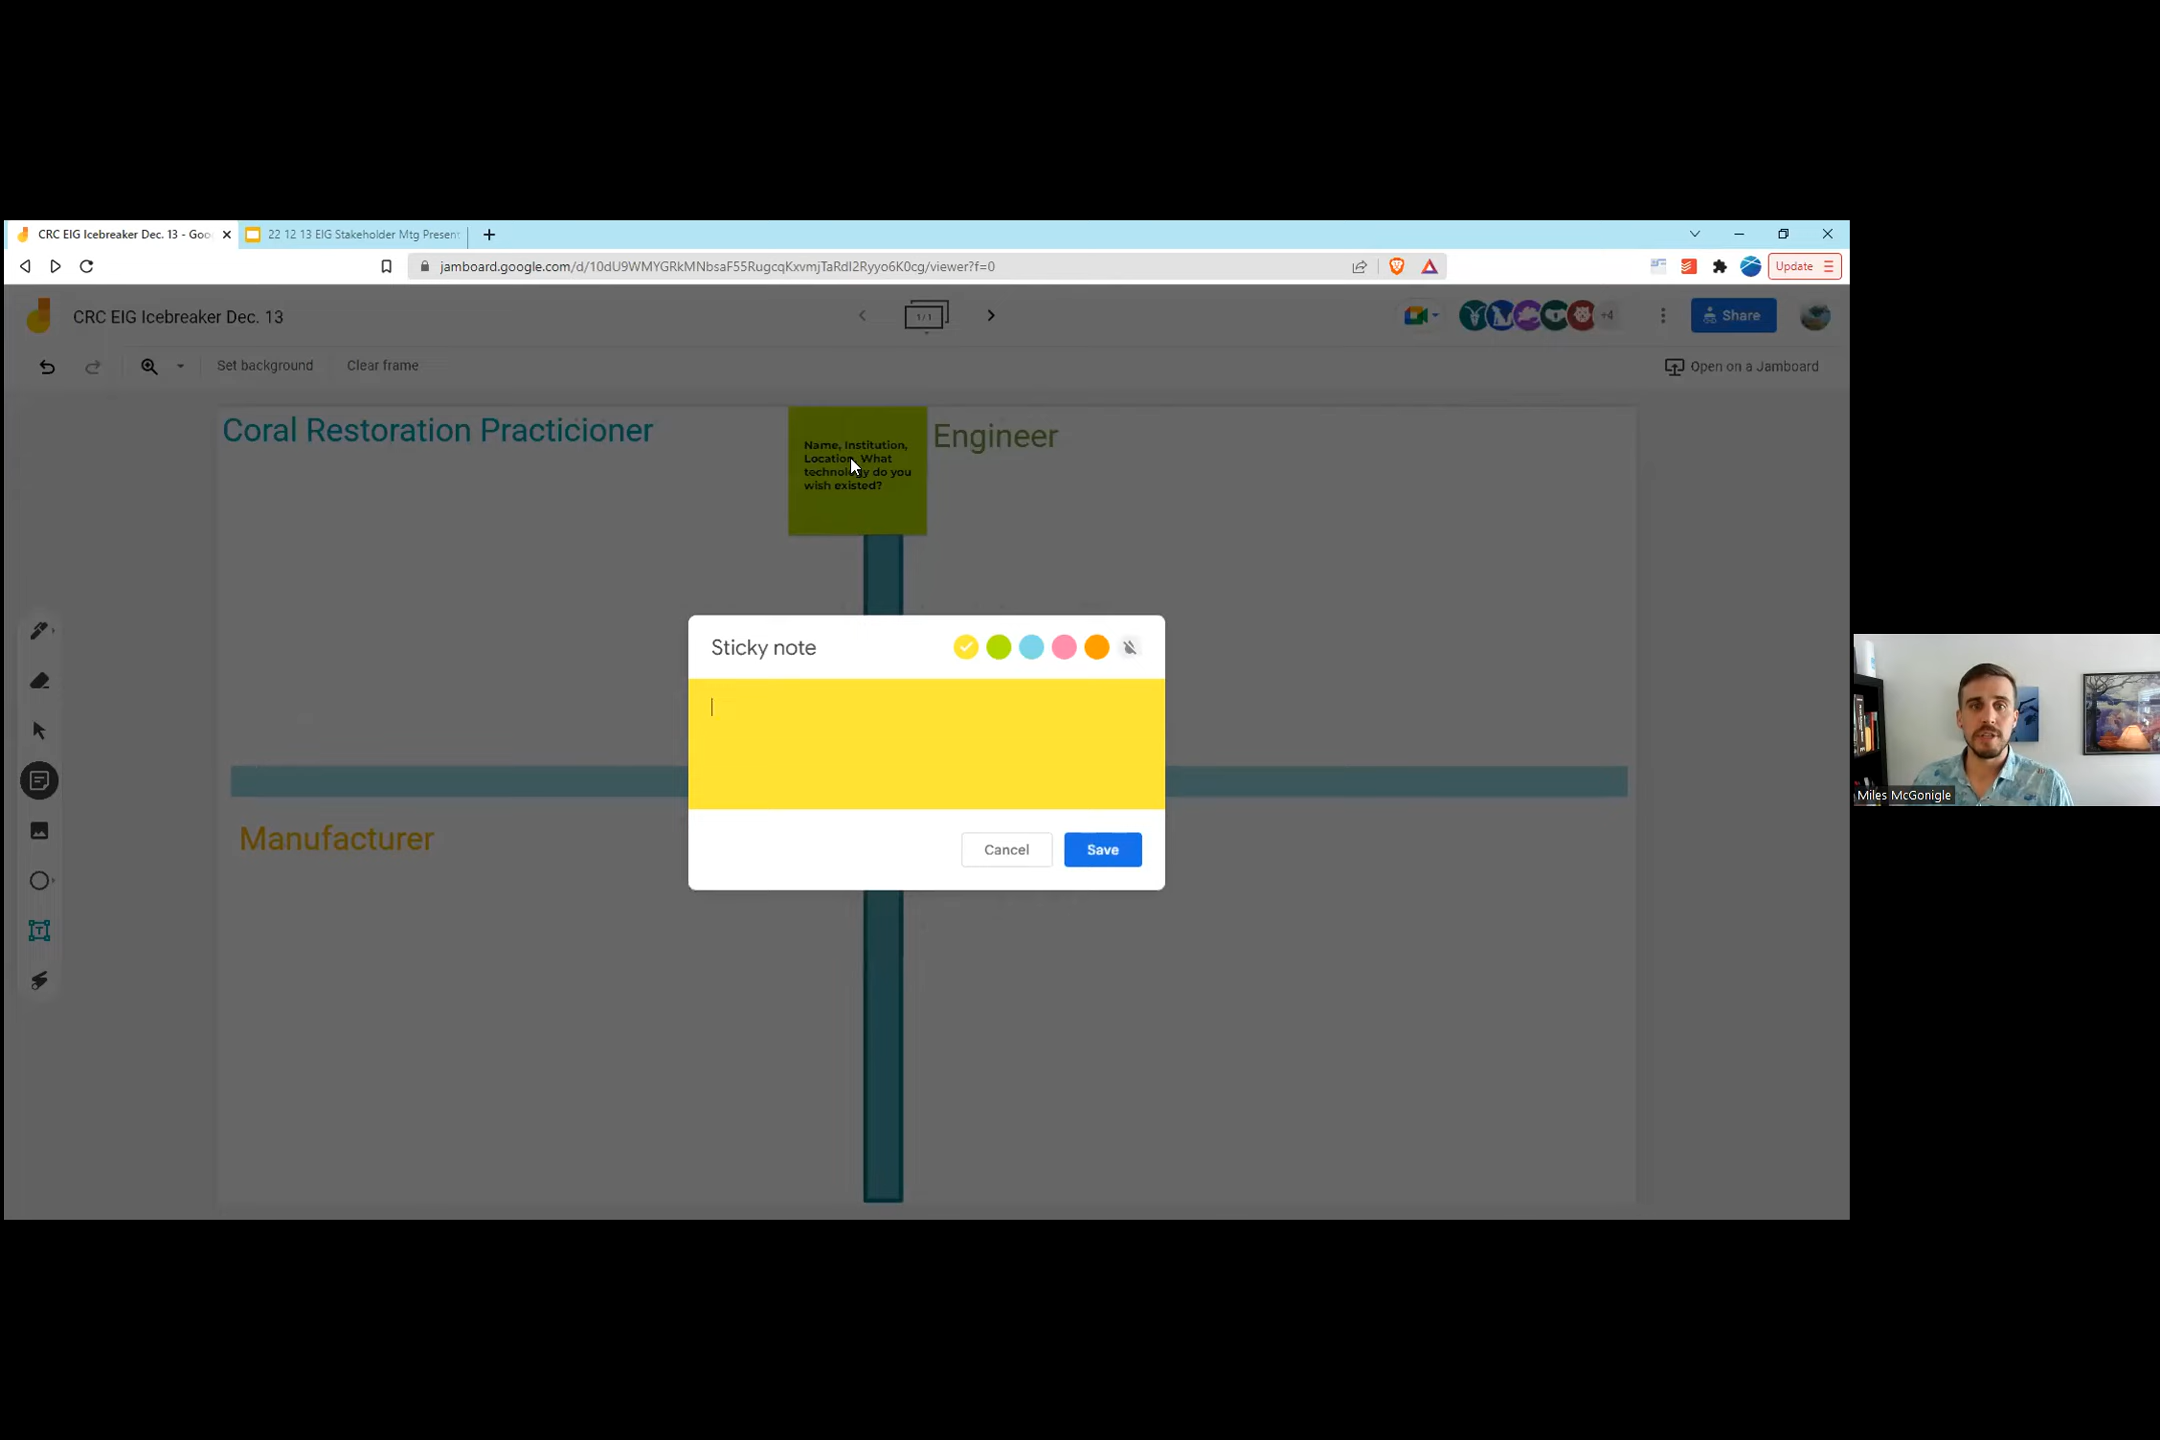 CRC EIG Icebreaker Dec. 13 - Goo
22 12 13 EIG Stakeholder Mtg Present
jamboard.google.com/d/10dU9WMYGRkMNbsaF55RugcqKxvmjTaRdI2Ryyo6K0cg/viewer?f=0
Update
CRC EIG Icebreaker Dec. 13
1/1
+4
Share
Set background
Clear frame
Open on a Jamboard
Coral Restoration Practicioner
Name, Institution,
Location, What
technology do you
wish existed?
Engineer
Sticky note
Manufacturer
Cancel
Save
Miles McGonigle